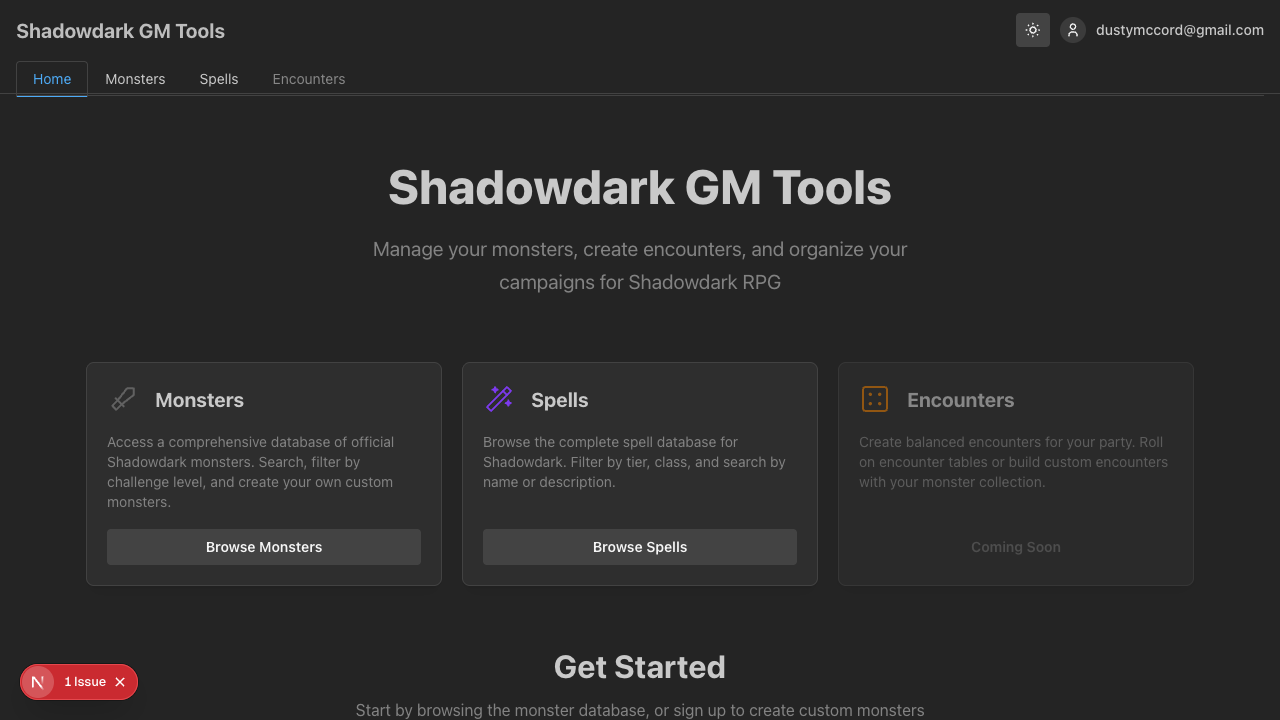 Shadowdark GM Tools
dustymccord@gmail.com
Home
Monsters
Spells
Encounters
Shadowdark GM Tools
Manage your monsters, create encounters, and organize your
campaigns for Shadowdark RPG
Monsters
Access a comprehensive database of official
Shadowdark monsters. Search, filter by
challenge level, and create your own custom
monsters.
Browse Monsters
Spells
Browse the complete spell database for
Shadowdark. Filter by tier, class, and search by
name or description.
Browse Spells
Encounters
Create balanced encounters for your party. Roll
on encounter tables or build custom encounters
with your monster collection.
Coming Soon
Get Started
Start by browsing the monster database, or sign up to create custom monsters
N
1 Issue